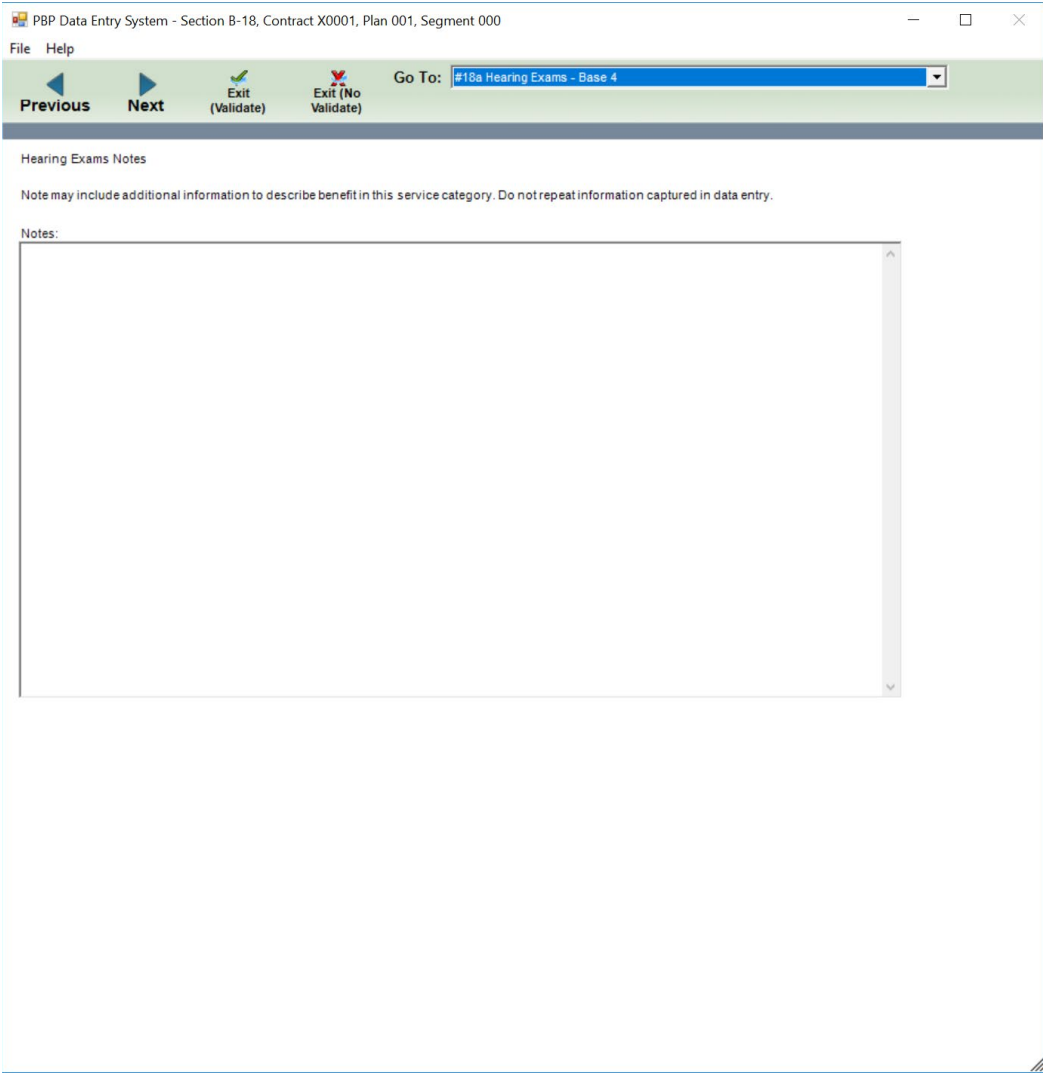 PBP Data Entry System - Section B-18, Contract X0001, Plan 001, Segment 000
File Help
Previous
Next
Exit
(Validate)
Exit (No
Validate)
Go To:
#18a Hearing Exams - Base 4
Hearing Exams Notes
Note may include additional information to describe benefit in this service category. Do not repeat information captured in data entry.
Notes: